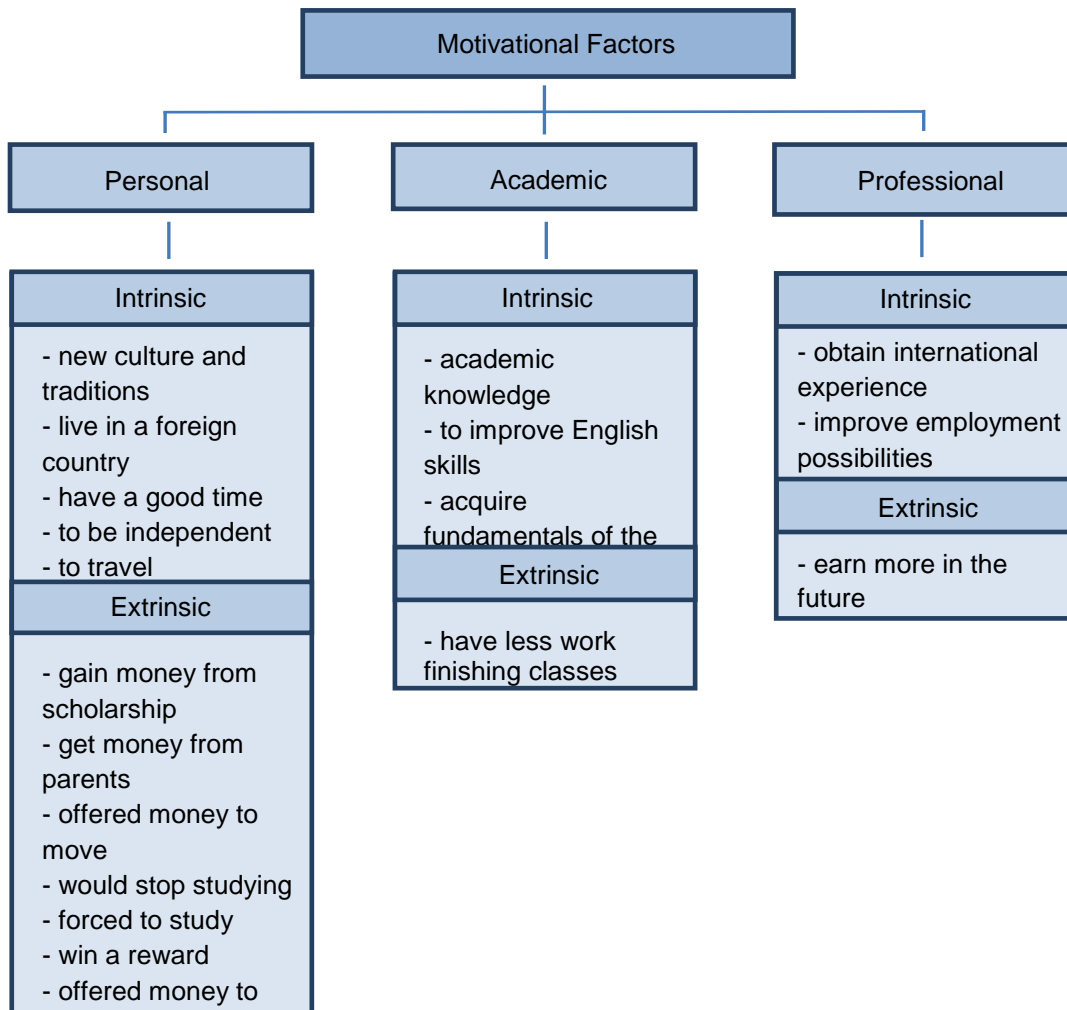 Motivational Factors
Personal
Academic
Professional
Intrinsic
- new culture and
traditions
- live in a foreign
country
- have a good time
- to be independent
- to travel
Extrinsic
- gain money from
scholarship
- get money from
parents
- offered money to
move
- would stop studying
- forced to study
- win a reward
- offered money to
Intrinsic
- academic
knowledge
- to improve English
skills
- acquire
fundamentals of the
Extrinsic
- have less work
finishing classes
Intrinsic
- obtain international
experience
- improve employment
possibilities
Extrinsic
- earn more in the
future